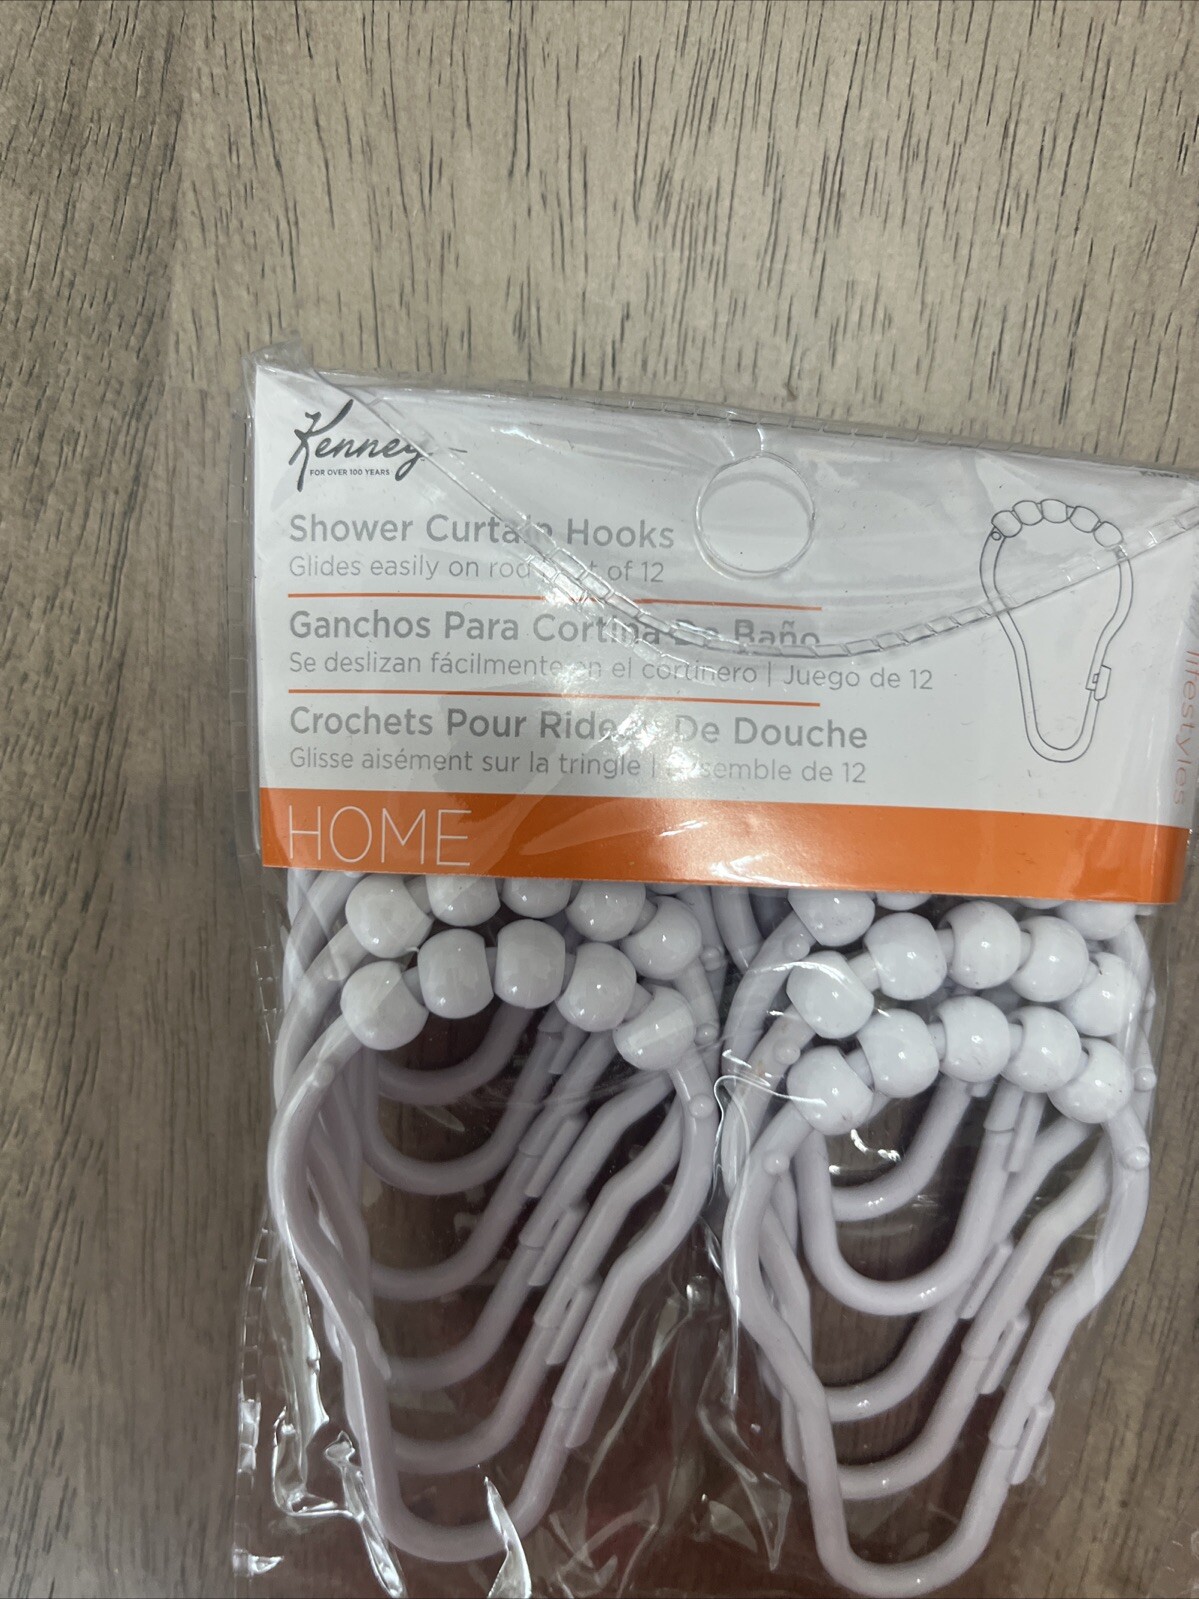 Kenney
FOR OVER 100 YEARS
Shower Curtain Hooks
Glides easily on rod | of 12
Ganchos Para Cortina De Baño
Se deslizan fácilmente en el cortinero | Juego de 12
Crochets Pour Rideau De Douche
Glisse aisément sur la tringle | Ensemble de 12
HOME
lifestyles